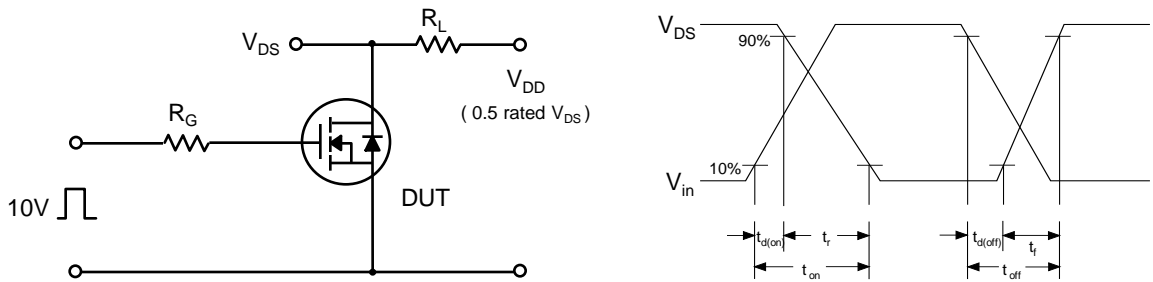 R_L
V_DS
V_DD
( 0.5 rated V_DS )
R_G
10V
DUT
V_DS
90%
10%
V_in
t_d(on)
t_r
t_on
t_d(off)
t_f
t_off